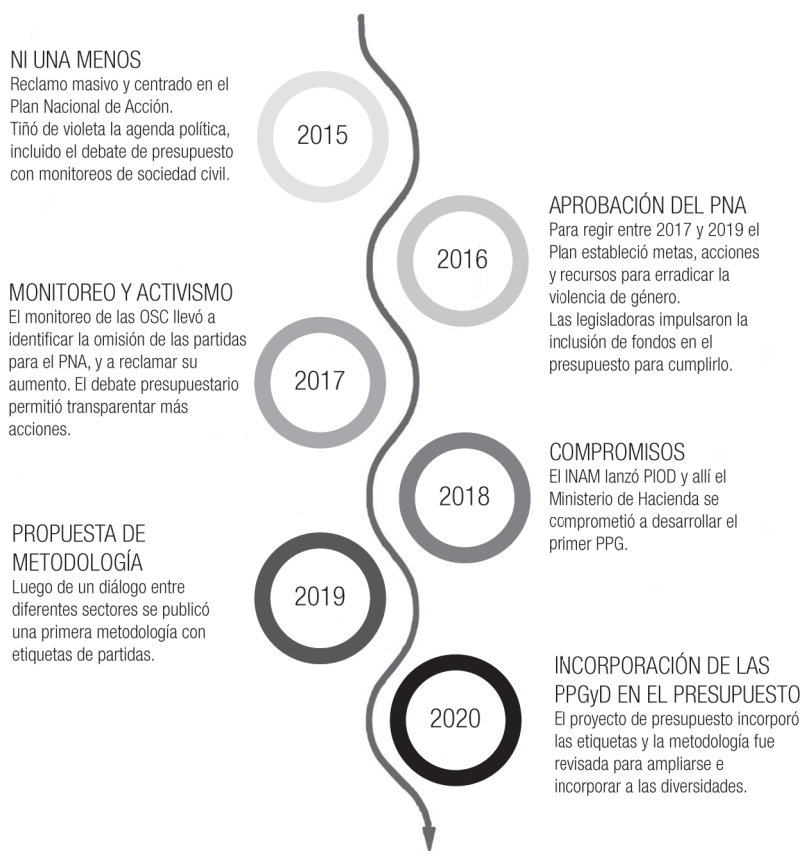 NI UNA MENOS
Reclamo masivo y centrado en el
Plan Nacional de Acción.
Tiñó de violeta la agenda política,
incluido el debate de presupuesto
con monitoreos de sociedad civil.
2015
APROBACIÓN DEL PNA
Para regir entre 2017 y 2019 el
Plan estableció metas, acciones
y recursos para erradicar la
violencia de género.
Las legisladoras impulsaron la
inclusión de fondos en el
presupuesto para cumplirlo.
2016
MONITOREO Y ACTIVISMO
El monitoreo de las OSC llevó a
identificar la omisión de las partidas
para el PNA, y a reclamar su
aumento. El debate presupuestario
permitió transparentar más
acciones.
2017
COMPROMISOS
El INAM lanzó PIOD y allí el
Ministerio de Hacienda se
comprometió a desarrollar el
primer PPG.
2018
PROPUESTA DE
METODOLOGÍA
Luego de un diálogo entre
diferentes sectores se publicó
una primera metodología con
etiquetas de partidas.
2019
INCORPORACIÓN DE LAS
PPGyD EN EL PRESUPUESTO
El proyecto de presupuesto incorporó
las etiquetas y la metodología fue
revisada para ampliarse e
incorporar a las diversidades.
2020